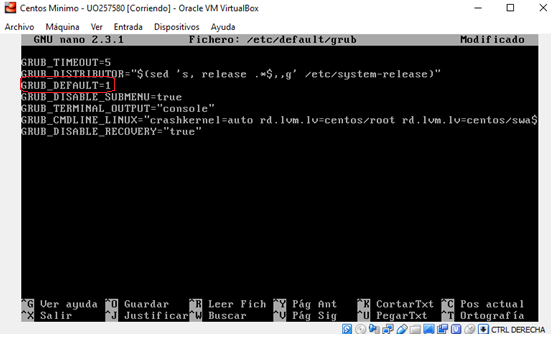 Centos Minimo - UO257580 [Corriendo] - Oracle VM VirtualBox
Archivo Máquina Ver Entrada Dispositivos Ayuda
GNU nano 2.3.1 Fichero: /etc/default/grub Modificado
GRUB_TIMEOUT=5
GRUB_DISTRIBUTOR="$(sed 's, release .*$,,g' /etc/system-release)"
GRUB_DEFAULT=1
GRUB_DISABLE_SUBMENU=true
GRUB_TERMINAL_OUTPUT="console"
GRUB_CMDLINE_LINUX="crashkernel=auto rd.lvm.lv=centos/root rd.lvm.lv=centos/swa$
GRUB_DISABLE_RECOVERY="true"
^G Ver ayuda ^O Guardar ^R Leer Fich ^Y Pág Ant ^K CortarTxt ^C Pos actual
^X Salir ^J Justificar ^W Buscar ^V Pág Sig ^U PegarTxt ^T Ortografía
CTRL DERECHA